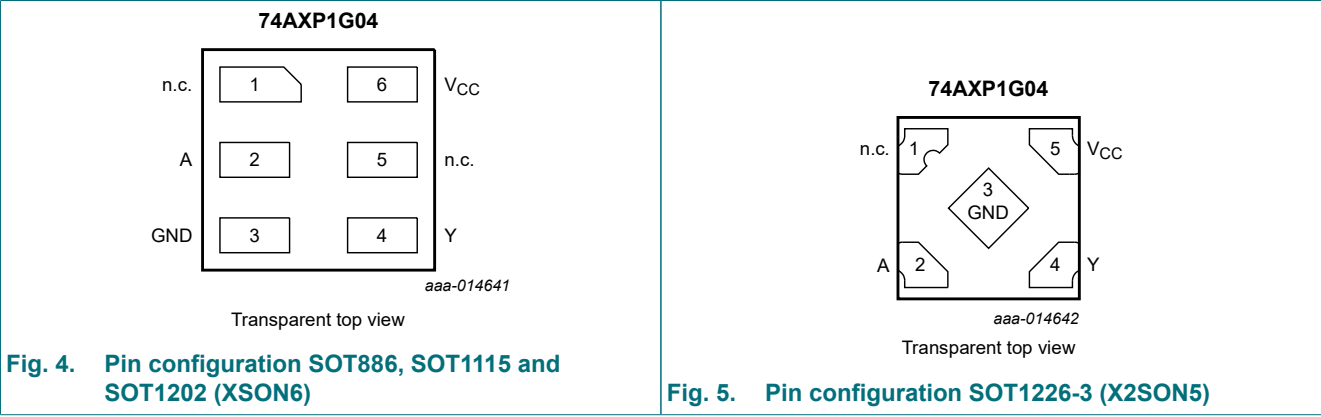 74AXP1G04
n.c. 1 6 VCC
A 2 5 n.c.
GND 3 4 Y
aaa-014641
Transparent top view
Fig. 4. Pin configuration SOT886, SOT1115 and
SOT1202 (XSON6)
74AXP1G04
n.c. 1 5 VCC
3
GND
A 2 4 Y
aaa-014642
Transparent top view
Fig. 5. Pin configuration SOT1226-3 (X2SON5)